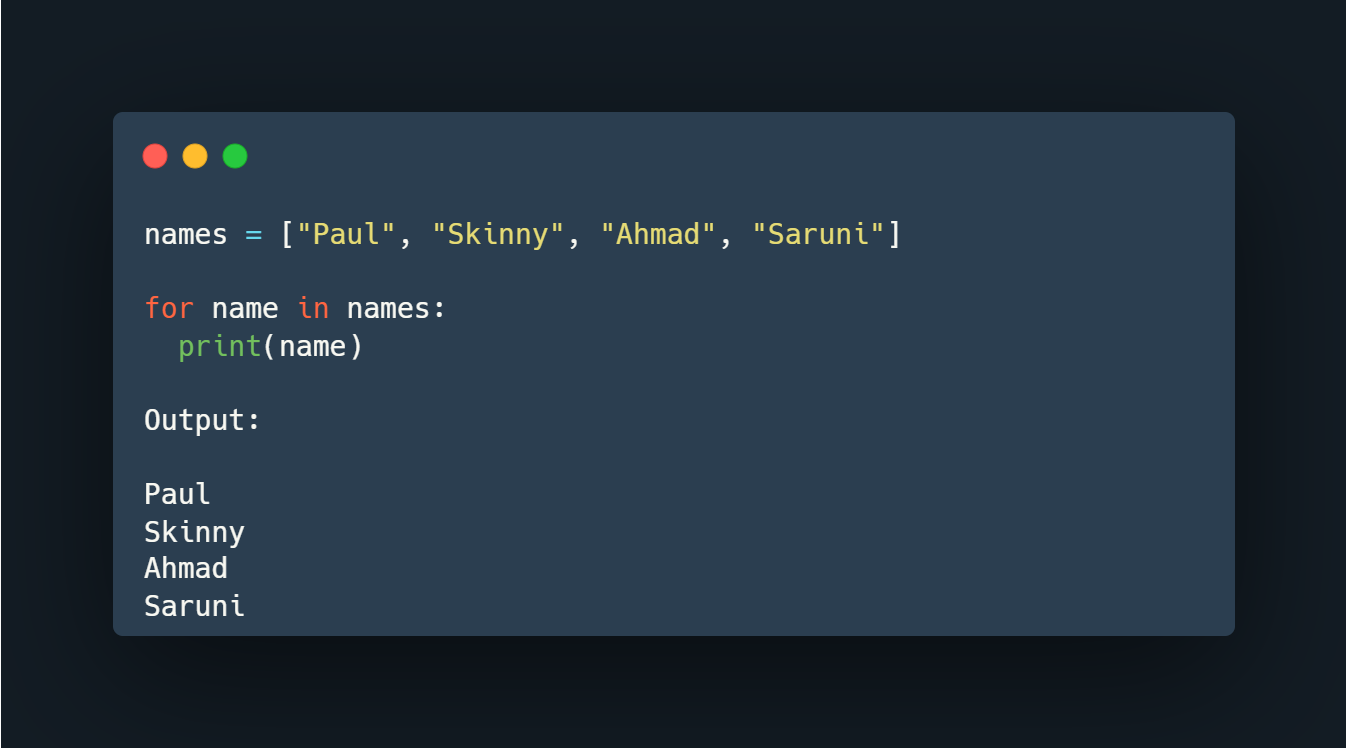 names = ["Paul", "Skinny", "Ahmad", "Saruni"]
for name in names:
  print(name)
Output:
Paul
Skinny
Ahmad
Saruni